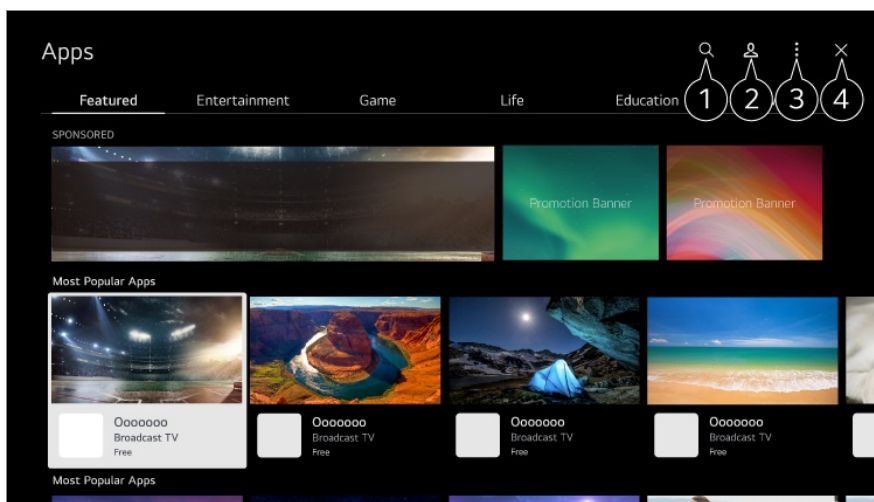 Apps
1 2 3 4
Featured Entertainment Game Life Education
SPONSORED
Promotion Banner Promotion Banner
Most Popular Apps
Ooooooo Ooooooo Ooooooo Ooooooo
Broadcast TV Broadcast TV Broadcast TV Broadcast TV
Free Free Free Free
Most Popular Apps